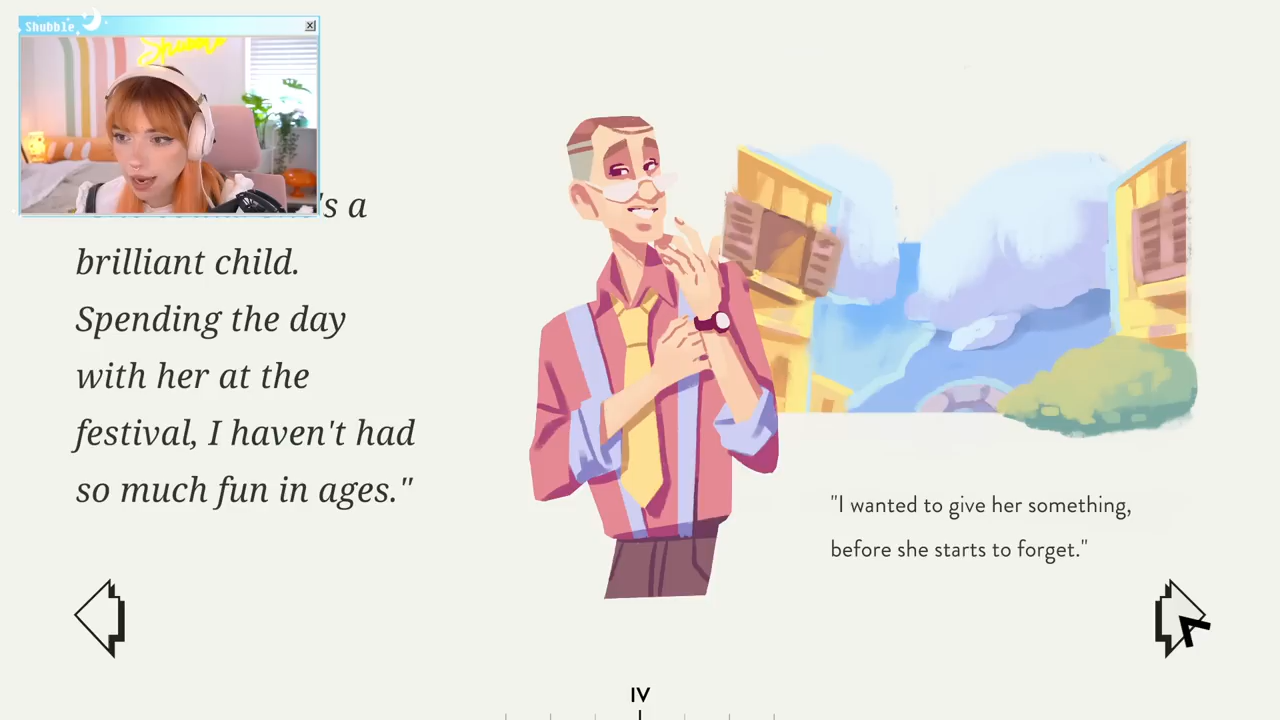 Shubble
's a
brilliant child.
Spending the day
with her at the
festival, I haven't had
so much fun in ages."
"I wanted to give her something,
before she starts to forget."
IV